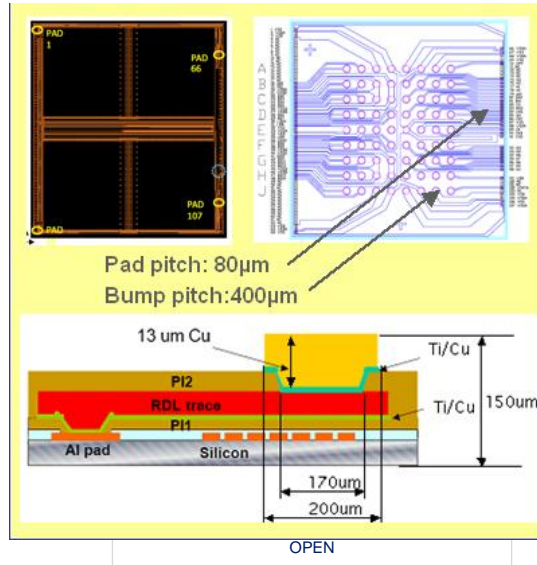 PAD
1
PAD
66
PAD
PAD
107
A
B
C
D
E
F
G
H
J
Pad pitch: 80µm
Bump pitch:400µm
13 um Cu
Ti/Cu
PI2
RDL trace
Ti/Cu
150um
PI1
Al pad
Silicon
170um
200um
OPEN